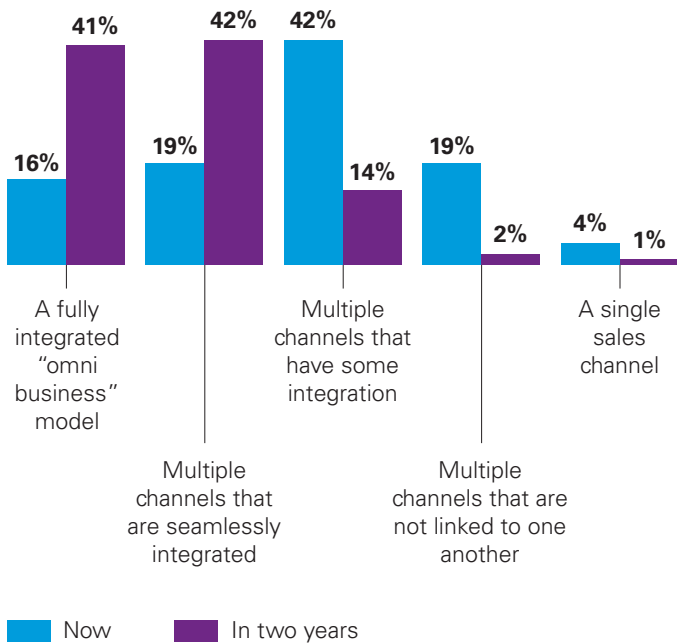 41%
42%
42%
16%
19%
14%
19%
2%
4%
1%
A fully
integrated
“omni
business”
model
Multiple
channels that
are seamlessly
integrated
Multiple
channels that
have some
integration
Multiple
channels that are
not linked to one
another
A single
sales
channel
Now
In two years